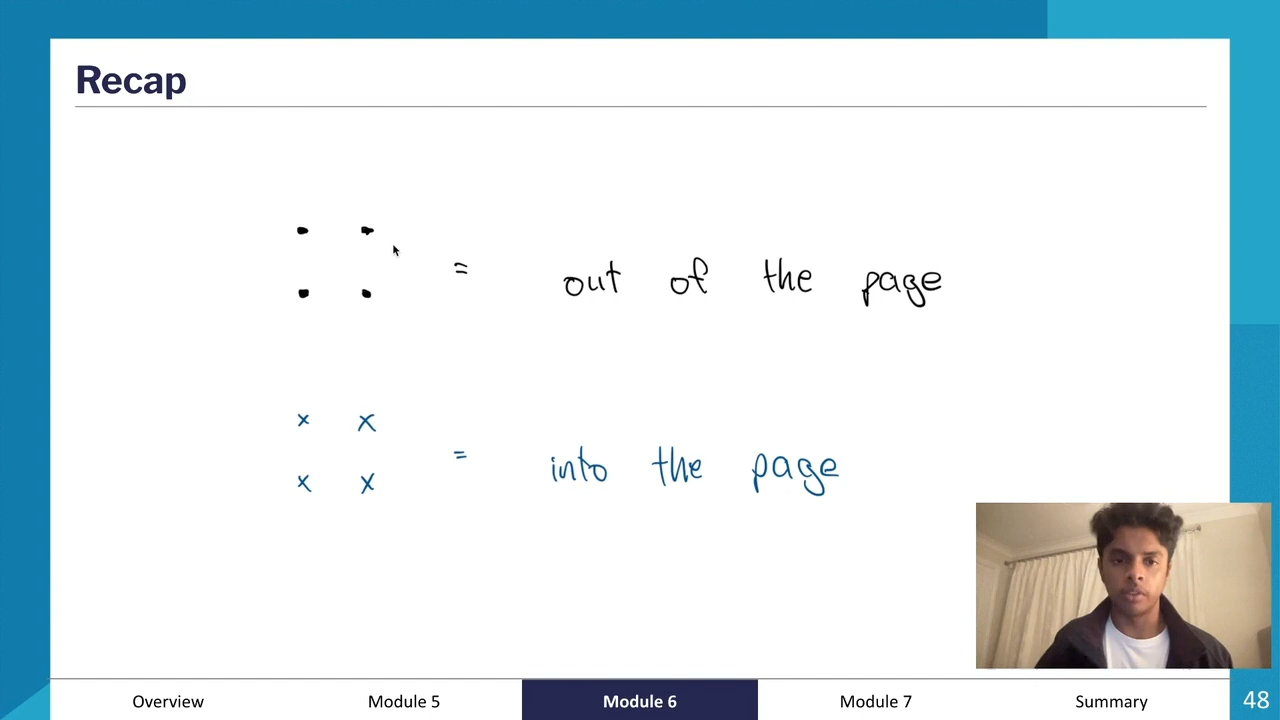 Recap
= out of the page
x x
x x
= into the page
Overview Module 5 Module 6 Module 7 Summary 48